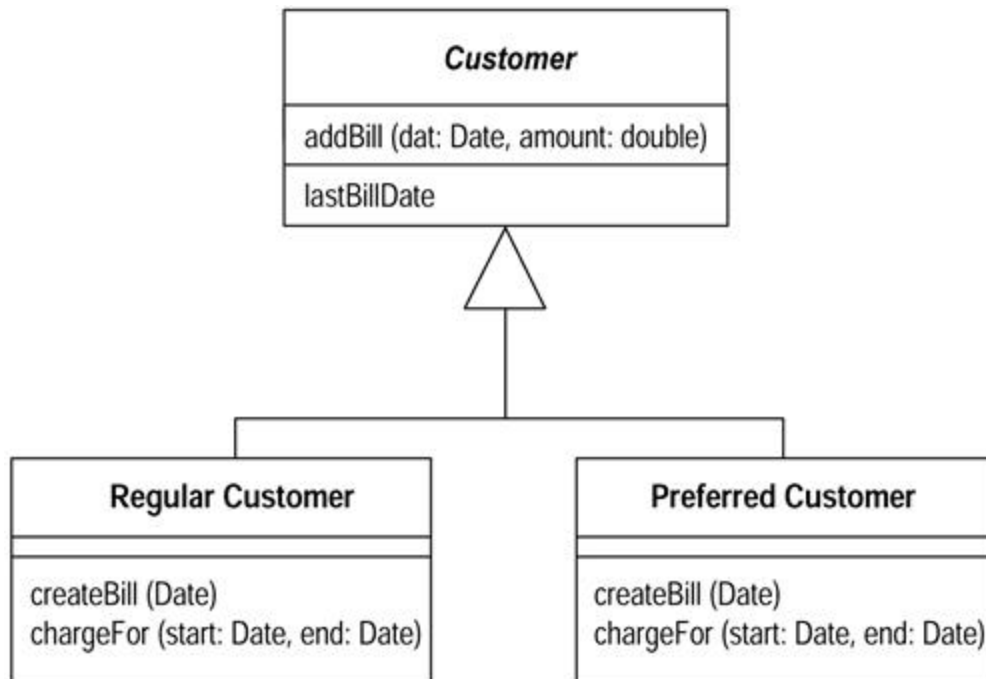 Customer
addBill (dat: Date, amount: double)
lastBillDate
Regular Customer
createBill (Date)
chargeFor (start: Date, end: Date)
Preferred Customer
createBill (Date)
chargeFor (start: Date, end: Date)